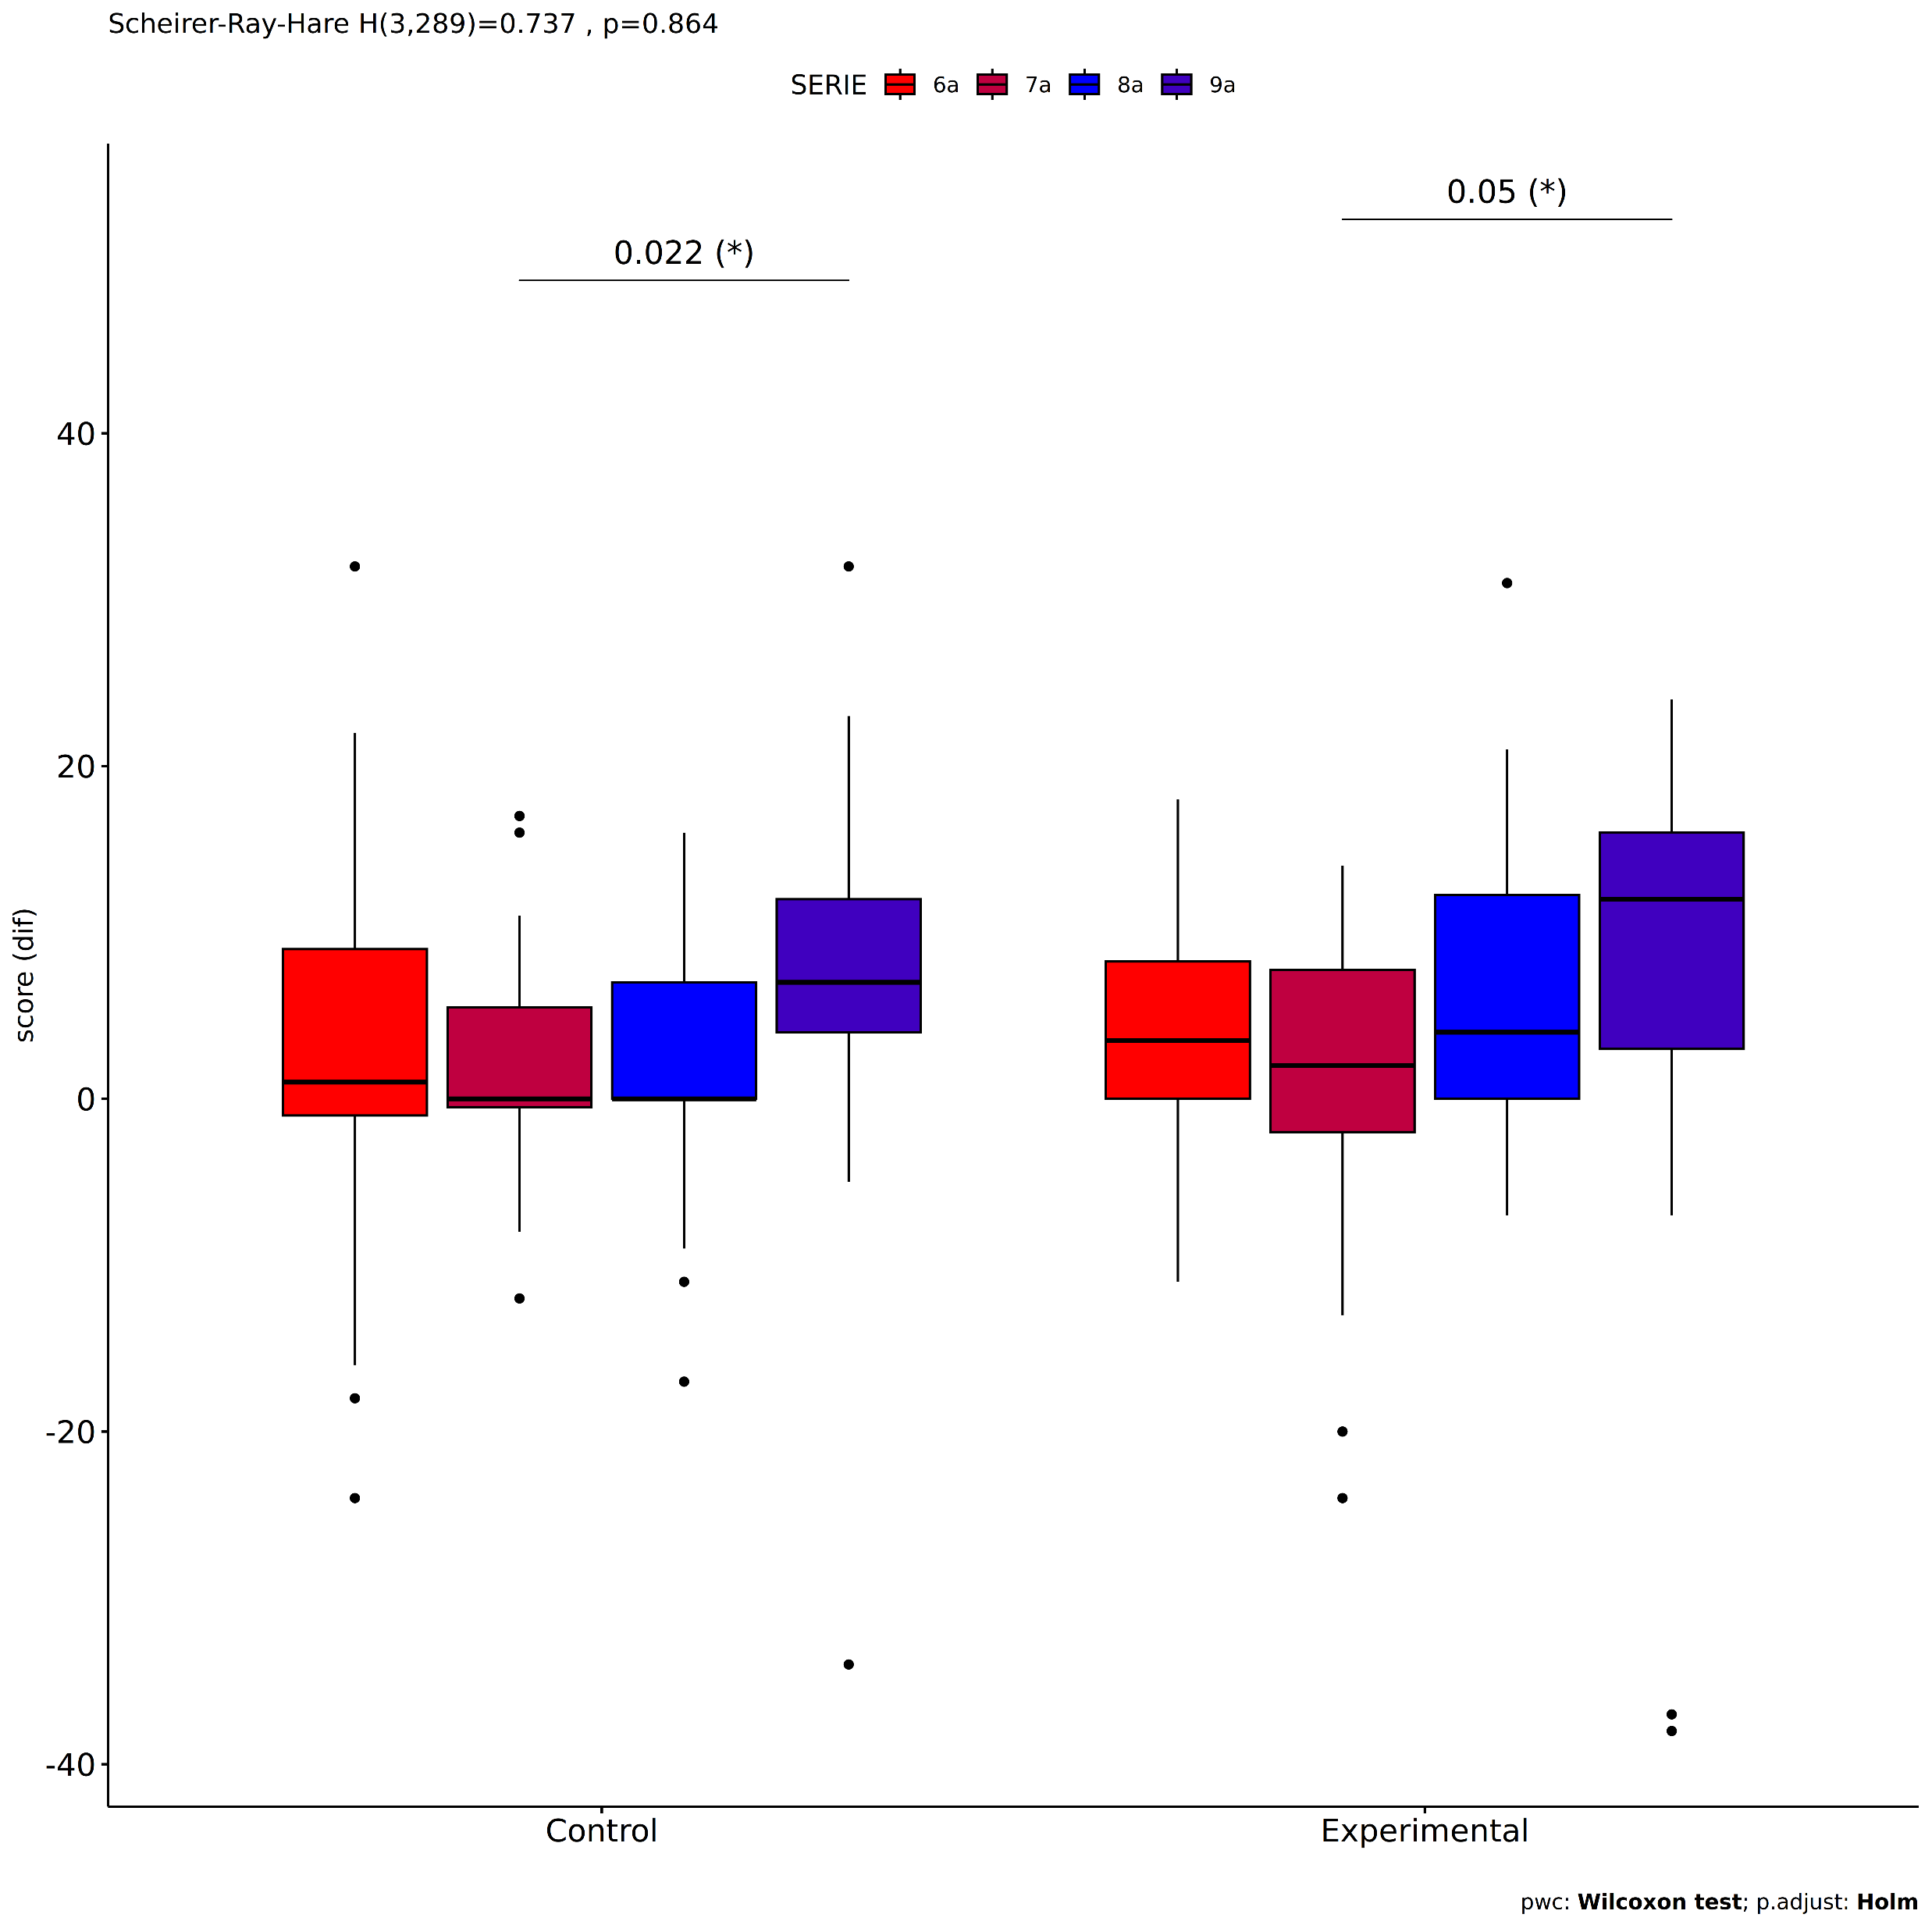 Scheirer-Ray-Hare H(3,289)=0.737 , p=0.864
SERIE 6a 7a 8a 9a
0.05 (*)
0.022 (*)
40
20
0
-20
-40
score (dif)
Control Experimental
pwc: Wilcoxon test; p.adjust: Holm